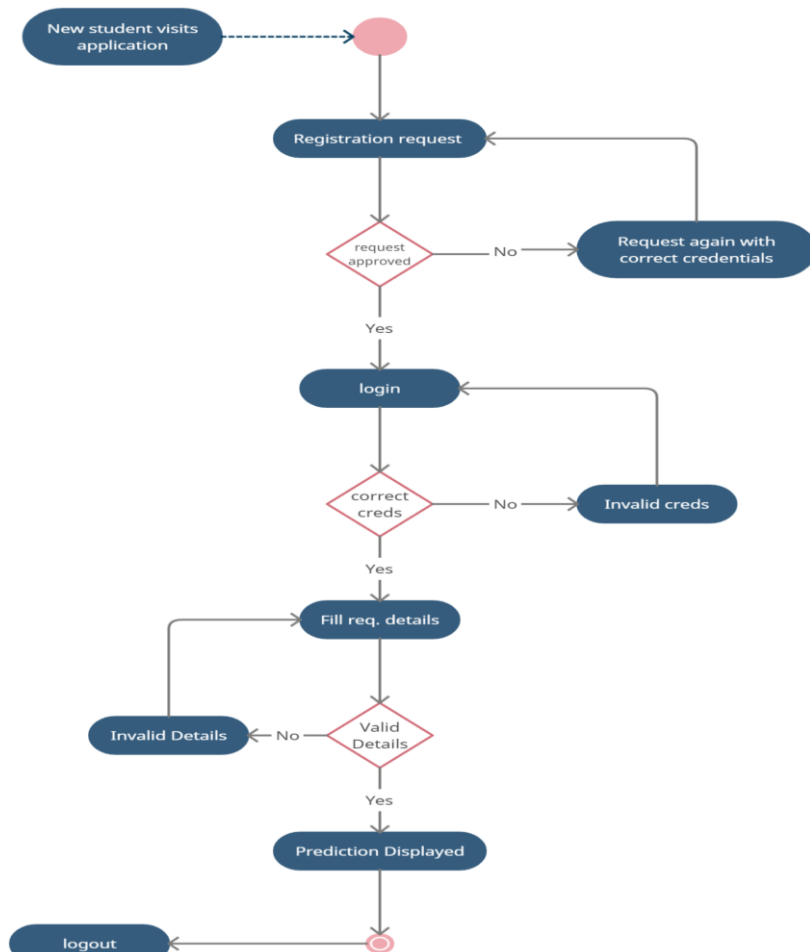 New student visits
application
Registration request
request
approved
No
Request again with
correct credentials
Yes
login
correct
creds
No
Invalid creds
Yes
Fill req. details
Valid
Details
No
Invalid Details
Yes
Prediction Displayed
logout